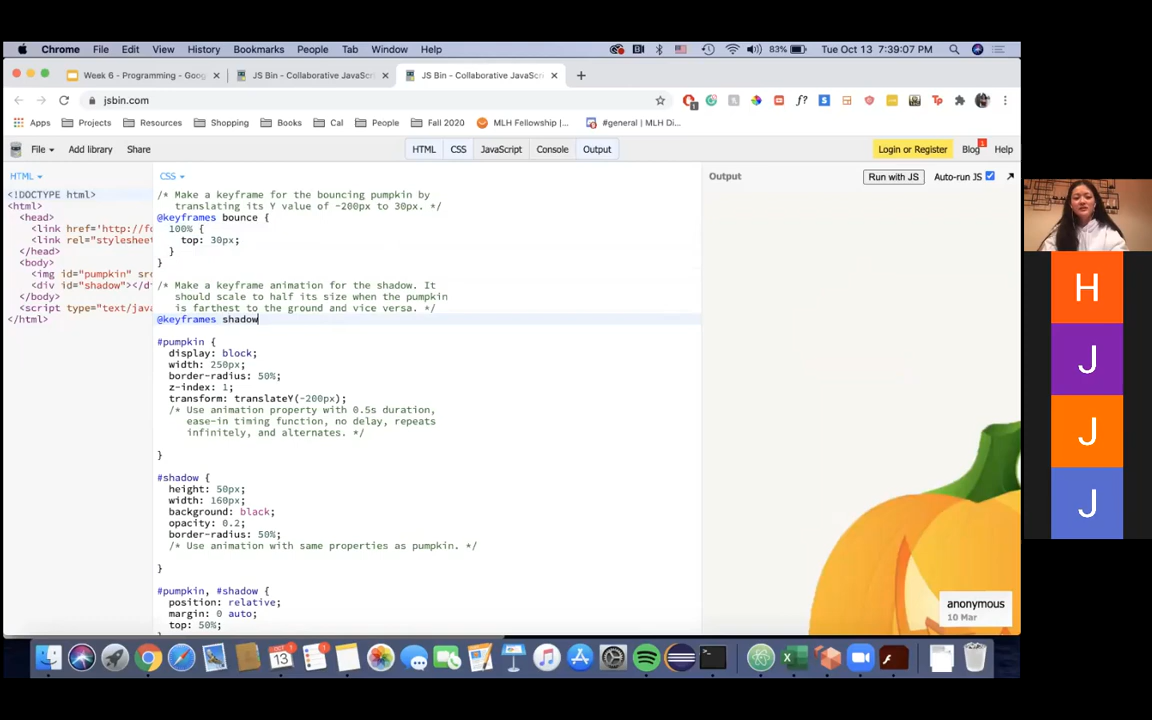 Chrome File Edit View History Bookmarks People Tab Window Help 83% Tue Oct 13 7:39:07 PM
Week 6 - Programming - Goog JS Bin - Collaborative JavaScri JS Bin - Collaborative JavaScri
jsbin.com
Apps Projects Resources Shopping Books Cal People Fall 2020 MLH Fellowship |... #general | MLH Di...
File Add library Share HTML CSS JavaScript Console Output Login or Register Blog 1 Help
HTML CSS Output Run with JS Auto-run JS
<!DOCTYPE html>
<html>
<head>
<link href='http://fo
<link rel="stylesheet
</head>
<body>
<img id="pumpkin" src
<div id="shadow"></d
</body>
<script type="text/java
</html>
/* Make a keyframe for the bouncing pumpkin by
translating its Y value of -200px to 30px. */
@keyframes bounce {
100% {
top: 30px;
}
}
/* Make a keyframe animation for the shadow. It
should scale to half its size when the pumpkin
is farthest to the ground and vice versa. */
@keyframes shadow
#pumpkin {
display: block;
width: 250px;
border-radius: 50%;
z-index: 1;
transform: translateY(-200px);
/* Use animation property with 0.5s duration,
ease-in timing function, no delay, repeats
infinitely, and alternates. */
}
#shadow {
height: 50px;
width: 160px;
background: black;
opacity: 0.2;
border-radius: 50%;
/* Use animation with same properties as pumpkin. */
}
#pumpkin, #shadow {
position: relative;
margin: 0 auto;
top: 50%;
anonymous
10 Mar
H
J
J
J